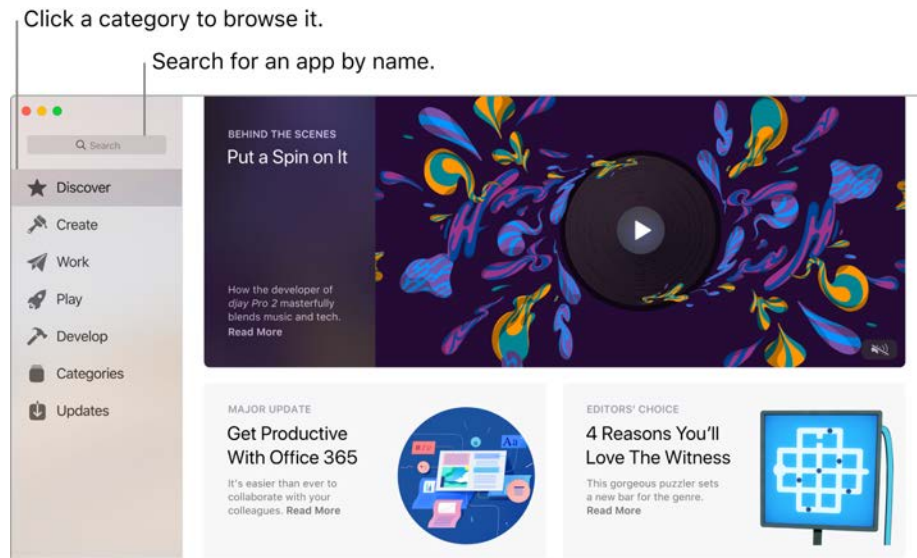 Click a category to browse it.
Search for an app by name.
Search
Discover
Create
Work
Play
Develop
Categories
Updates
BEHIND THE SCENES
Put a Spin on It
How the developer of
djay Pro 2 masterfully
blends music and tech.
Read More
MAJOR UPDATE
Get Productive
With Office 365
It's easier than ever to
collaborate with your
colleagues. Read More
Aa
B I U
EDITORS' CHOICE
4 Reasons You'll
Love The Witness
This gorgeous puzzler sets
a new bar for the genre.
Read More